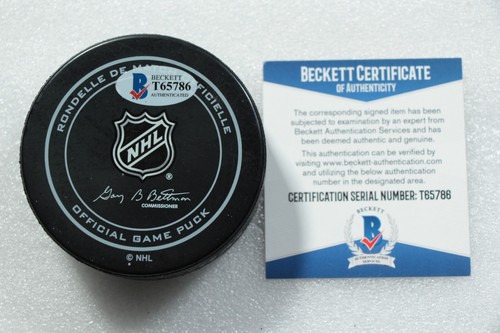 RONDELLE DE
FICIELLE
BECKETT
T65786
AUTHENTICATED
NHL
®
Gary B Bettman
COMMISSIONER
OFFICIAL GAME PUCK
© NHL
BECKETT CERTIFICATE
OF AUTHENTICITY
The corresponding signed item has been
subjected to examination by an expert from
Beckett Authentication Services and has
been deemed authentic and genuine.
This authentication can be verified by
visiting www.beckett-authentication.com
and utilizing the below authentication
number in the designated area.
CERTIFICATION SERIAL NUMBER: T65786
BECKETT
B